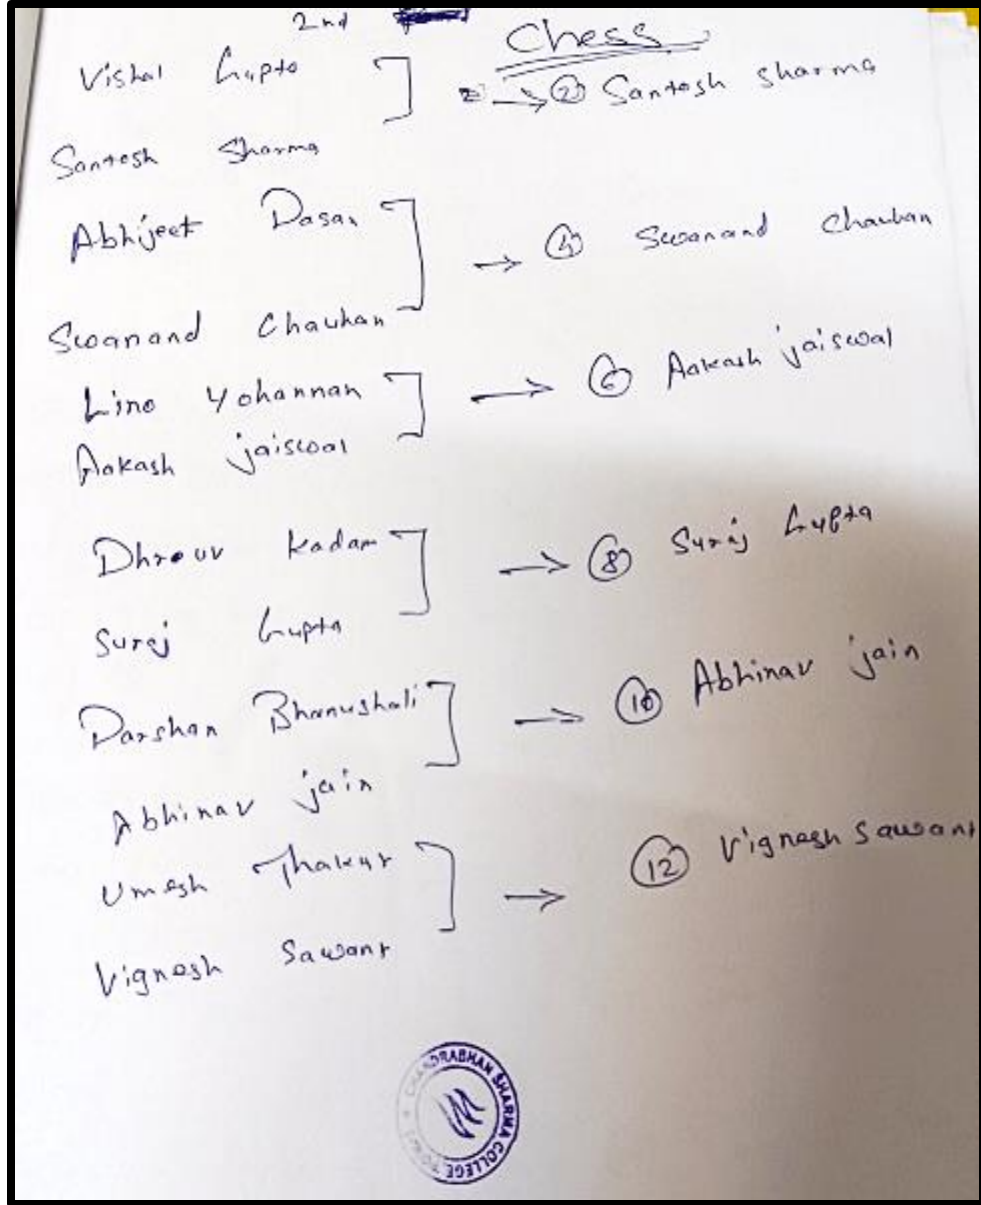 2nd
Chess
Vishal Gupta
→ (2) Santosh Sharma
Santosh Sharma
Abhijeet Dasan
→ (4) Swanand Chauhan
Swanand Chauhan
Lino Yohannan
→ (6) Aakash jaiswal
Aakash jaiswal
Dhrouv Kadam
→ (8) Suraj Gupta
Suraj Gupta
Darshan Bhanushali
→ (10) Abhinav jain
Abhinav jain
Umesh Thakur
→ (12) Vignesh Sawant
Vignesh Sawant
CHANDRABHAN SHARMA COLLEGE